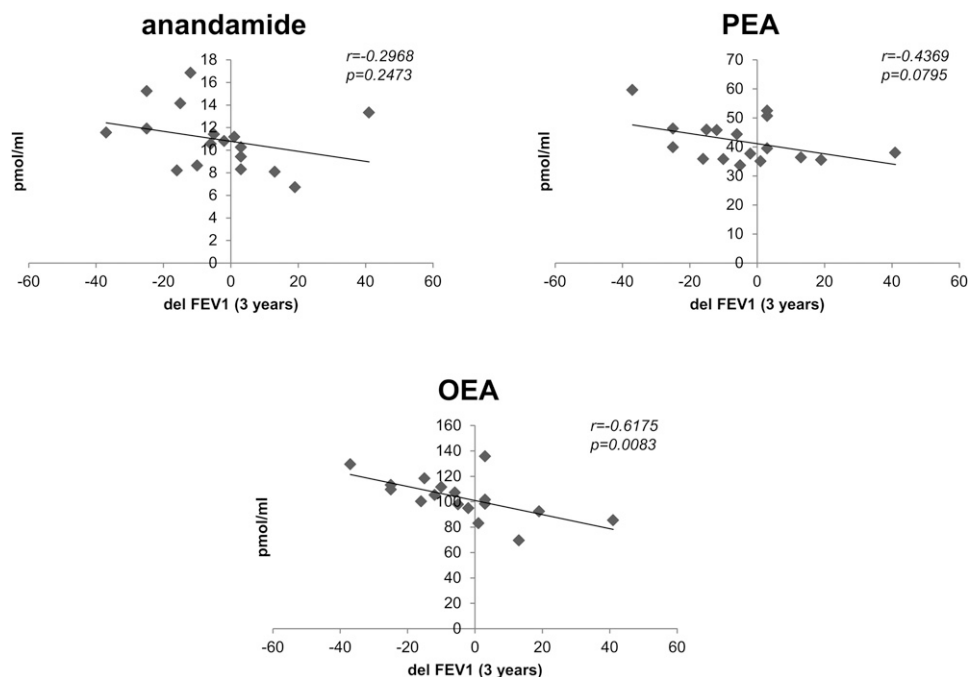 anandamide
r=-0.2968
p=0.2473
pmol/ml
18
16
14
12
10
8
6
4
2
0
-60 -40 -20 0 20 40 60
del FEV1 (3 years)
PEA
r=-0.4369
p=0.0795
pmol/ml
70
60
50
40
30
20
10
0
-60 -40 -20 0 20 40 60
del FEV1 (3 years)
OEA
r=-0.6175
p=0.0083
pmol/ml
160
140
120
100
80
60
40
20
0
-60 -40 -20 0 20 40 60
del FEV1 (3 years)